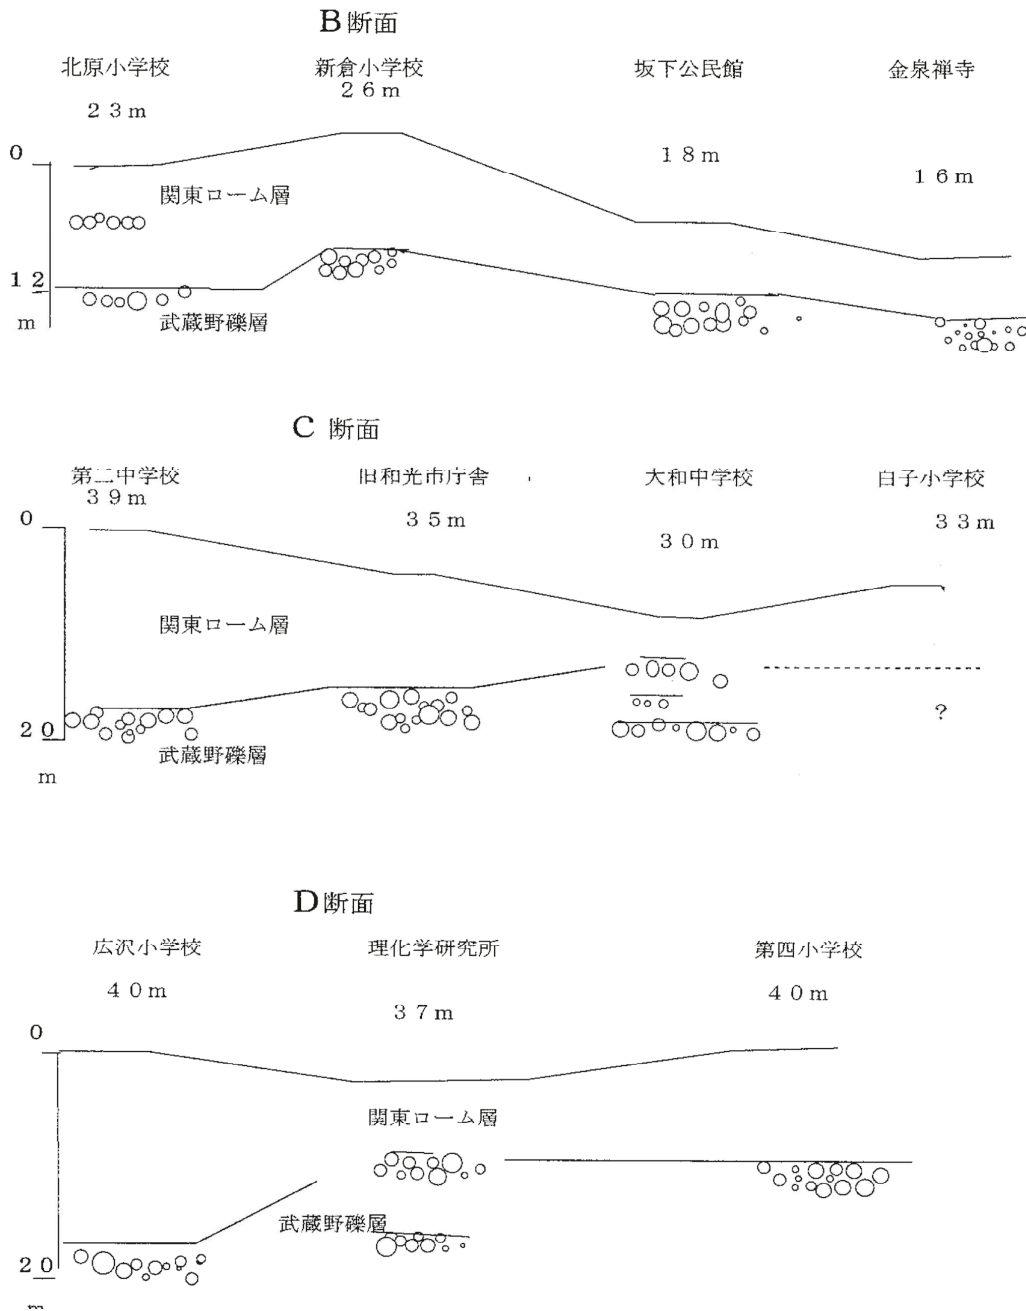 B断面
北原小学校 新倉小学校 坂下公民館 金泉禅寺
23m 26m 18m 16m
0
関東ローム層
12
m
武蔵野礫層
C 断面
第二中学校 旧和光市庁舎 大和中学校 白子小学校
39m 35m 30m 33m
0
関東ローム層
20
m
武蔵野礫層
?
D断面
広沢小学校 理化学研究所 第四小学校
40m 37m 40m
0
関東ローム層
武蔵野礫層
20
m